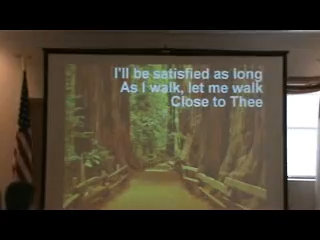 I'll be satisfied as long
As I walk, let me walk
Close to Thee